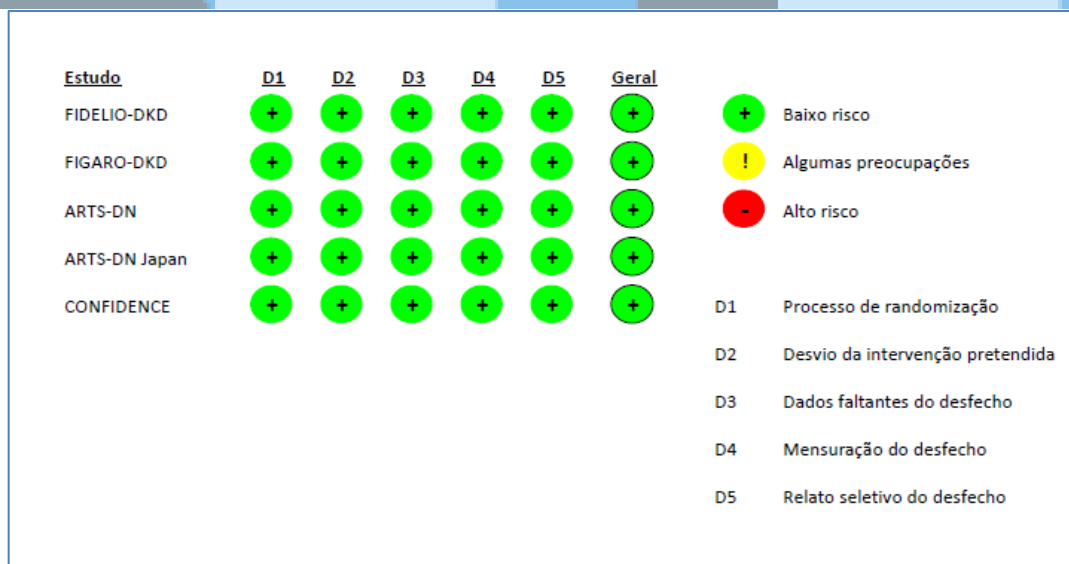 Estudo D1 D2 D3 D4 D5 Geral
FIDELIO-DKD + + + + + + + Baixo risco
FIGARO-DKD + + + + + + ! Algumas preocupações
ARTS-DN + + + + + + - Alto risco
ARTS-DN Japan + + + + + +
CONFIDENCE + + + + + + D1 Processo de randomização
D2 Desvio da intervenção pretendida
D3 Dados faltantes do desfecho
D4 Mensuração do desfecho
D5 Relato seletivo do desfecho